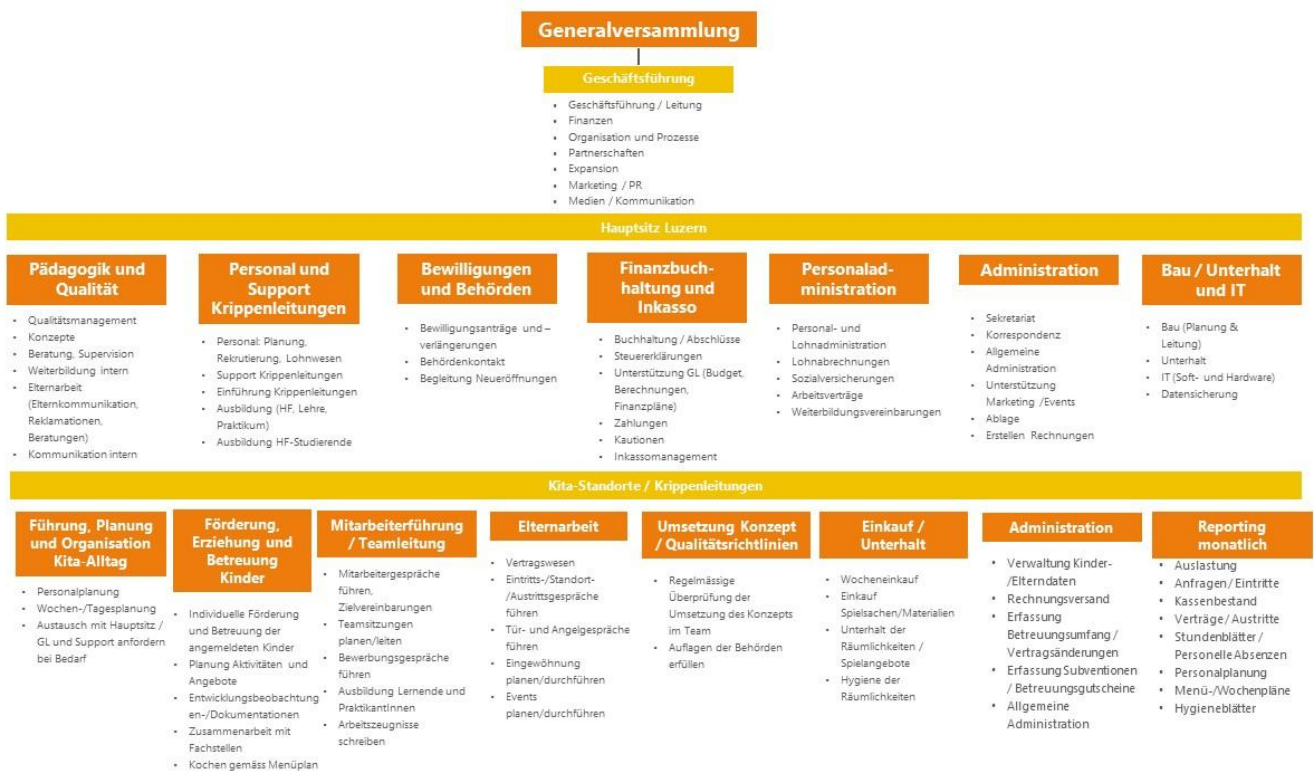 Generalversammlung
Geschäftsführung
• Geschäftsführung / Leitung
• Finanzen
• Organisation und Prozesse
• Partnerschaften
• Expansion
• Marketing / PR
• Medien / Kommunikation
Hauptsitz Luzern
Pädagogik und
Qualität
• Qualitätsmanagement
• Konzepte
• Beratung, Supervision
• Weiterbildung intern
• Elternarbeit
(Elternkommunikation,
Reklamationen,
Beratungen)
• Kommunikation intern
Personal und
Support
Krippenleitungen
• Personal: Planung,
Rekrutierung, Lohnwesen
• Support Krippenleitungen
• Einführung Krippenleitungen
• Ausbildung (HF, Lehre,
Praktikum)
• Ausbildung HF-Studierende
Bewilligungen
und Behörden
• Bewilligungsanträge und –
verlängerungen
• Behördenkontakt
• Begleitung Neueröffnungen
Finanzbuch-
haltung und
Inkasso
• Buchhaltung / Abschlüsse
• Steuererklärungen
• Unterstützung GL (Budget,
Berechnungen,
Finanzpläne)
• Zahlungen
• Kautionen
• Inkassomanagement
Personalad-
ministration
• Personal- und
Lohnadministration
• Lohnabrechnungen
• Sozialversicherungen
• Arbeitsverträge
• Weiterbildungsvereinbarungen
Administration
• Sekretariat
• Korrespondenz
• Allgemeine
Administration
• Unterstützung
Marketing /Events
• Ablage
• Erstellen Rechnungen
Bau / Unterhalt
und IT
• Bau (Planung &
Leitung)
• Unterhalt
• IT (Soft- und Hardware)
• Datensicherung
Kita-Standorte / Krippenleitungen
Führung, Planung
und Organisation
Kita-Alltag
• Personalplanung
• Wochen-/Tagesplanung
• Austausch mit Hauptsitz /
GL und Support anfordern
bei Bedarf
Förderung,
Erziehung und
Betreuung
Kinder
• Individuelle Förderung
und Betreuung der
angemeldeten Kinder
• Planung Aktivitäten und
Angebote
• Entwicklungsbeobachtung
en-/Dokumentationen
• Zusammenarbeit mit
Fachstellen
• Kochen gemäss Menüplan
Mitarbeiterführung
/ Teamleitung
• Mitarbeitergespräche
führen,
Zielvereinbarungen
• Teamsitzungen
planen/leiten
• Bewerbungsgespräche
führen
• Ausbildung Lernende und
PraktikantInnen
• Arbeitszeugnisse
schreiben
Elternarbeit
• Vertragswesen
• Eintritts-/Standort-
/Austrittsgespräche
führen
• Tür- und Angelgespräche
führen
• Eingewöhnung
planen/durchführen
• Events
planen/durchführen
Umsetzung Konzept
/ Qualitätsrichtlinien
• Regelmässige
Überprüfung der
Umsetzung des Konzepts
im Team
• Auflagen der Behörden
erfüllen
Einkauf /
Unterhalt
• Wocheneinkauf
• Einkauf
Spielsachen/Materialien
• Unterhalt der
Räumlichkeiten /
Spielangebote
• Hygiene der
Räumlichkeiten
Administration
• Verwaltung Kinder-
/Elterndaten
• Rechnungsversand
• Erfassung
Betreuungsumfang /
Vertragsänderungen
• Erfassung Subventionen
/ Betreuungsgutscheine
• Allgemeine
Administration
Reporting
monatlich
• Auslastung
• Anfragen / Eintritte
• Kassenbestand
• Verträge / Austritte
• Stundenblätter /
Personelle Absenzen
• Personalplanung
• Menü-/Wochenpläne
• Hygieneblätter